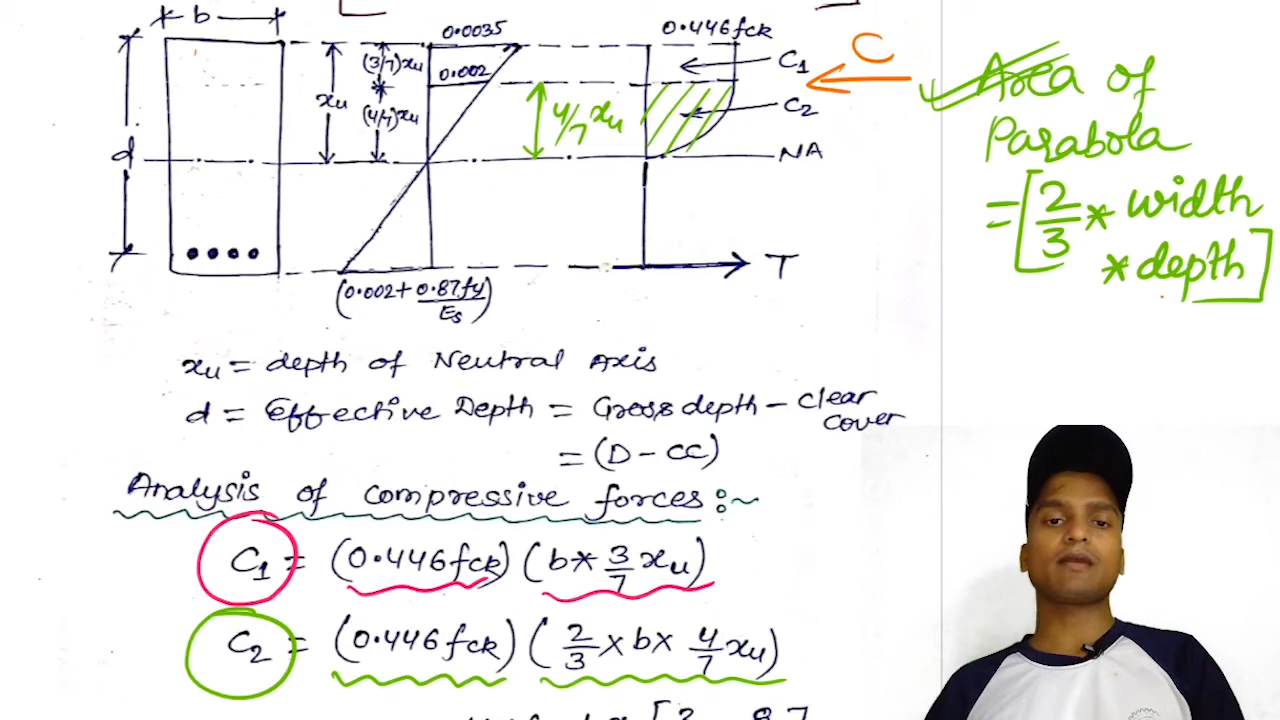 b
0.0035
0.446fck
(3/7)xu
0.002
C1
C
C2
xu
(4/7)xu
4/7 xu
d
NA
T
(0.002 + 0.87fy/Es)
Area of
Parabola
= [2/3 * width
* depth]
xu = depth of Neutral Axis
d = Effective Depth = Gross depth - Clear cover
= (D - CC)
Analysis of compressive forces :~
C1 = (0.446fck) (b * 3/7 xu)
C2 = (0.446fck) (2/3 × b × 4/7 xu)